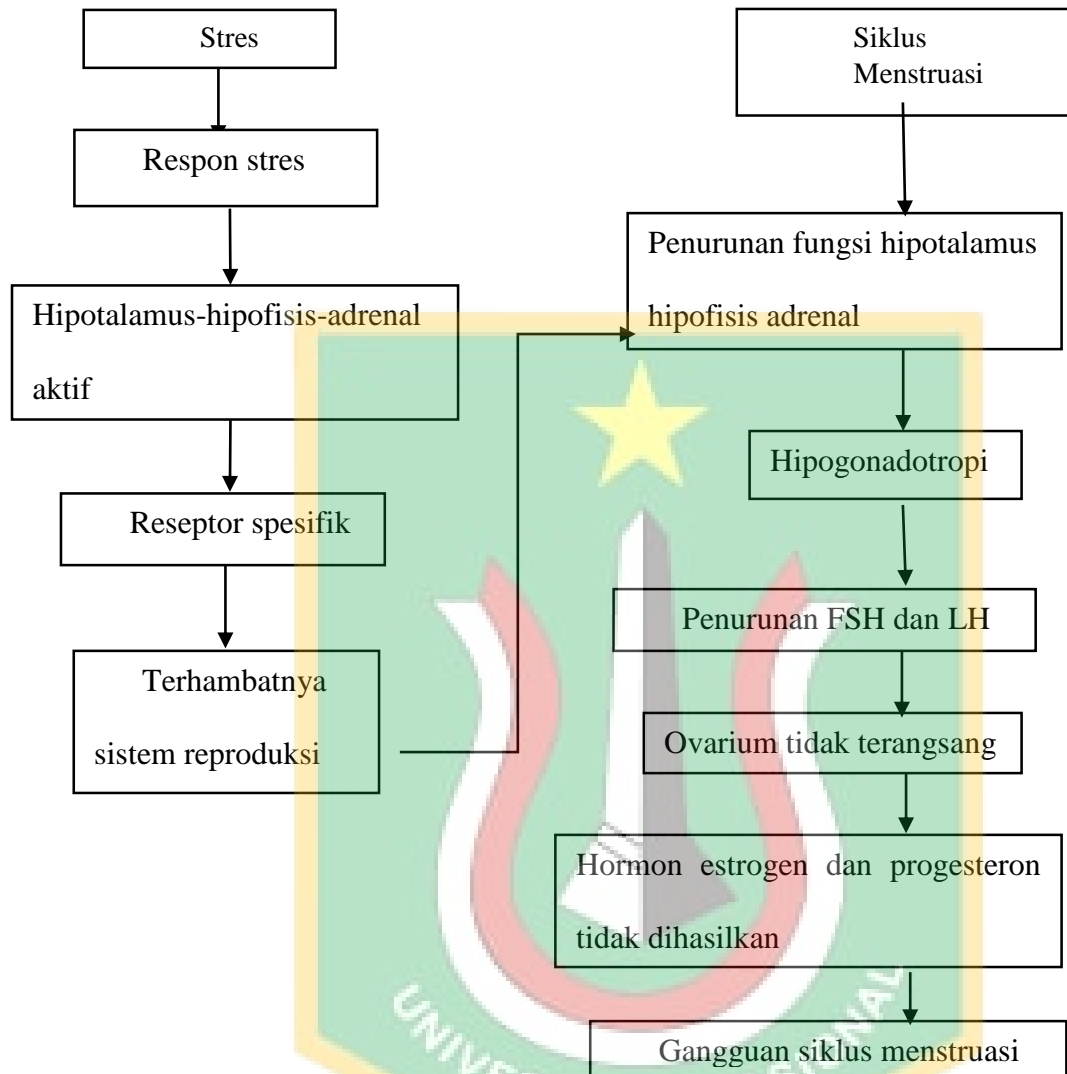 Stres
Respon stres
Hipotalamus-hipofisis-adrenal
aktif
Reseptor spesifik
Terhambatnya
sistem reproduksi
Siklus
Menstruasi
Penurunan fungsi hipotalamus
hipofisis adrenal
Hipogonadotropi
Penurunan FSH dan LH
Ovarium tidak terangsang
Hormon estrogen dan progesteron
tidak dihasilkan
Gangguan siklus menstruasi